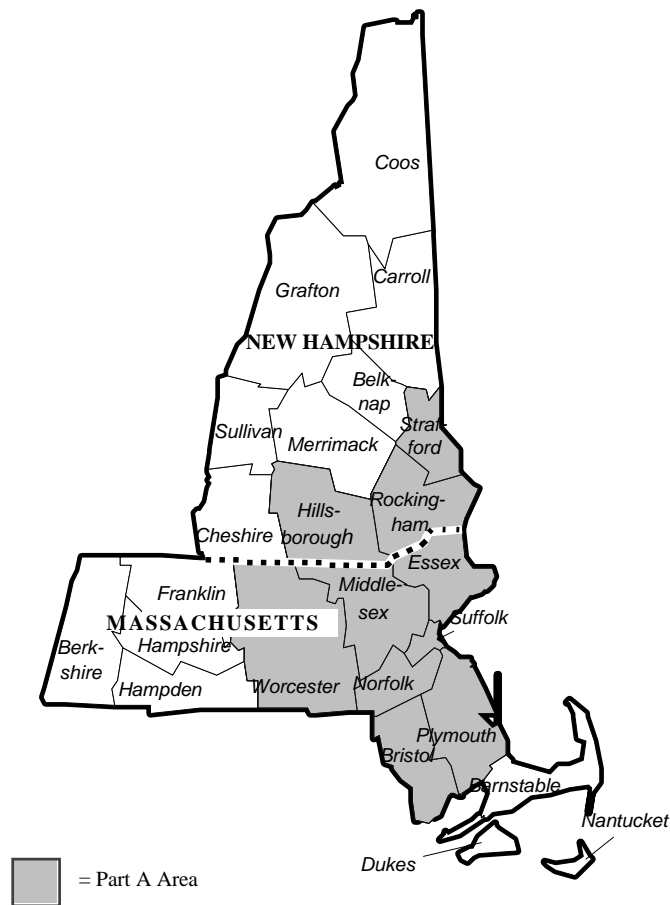 Coos
Carroll
Grafton
NEW HAMPSHIRE
Belk-
nap
Straf-
ford
Sullivan
Merrimack
Rocking-
ham
Hills-
borough
Cheshire
Essex
Franklin
Middle-
sex
Suffolk
MASSACHUSETTS
Hampshire
Berk-
shire
Hampden
Worcester
Norfolk
Plymouth
Bristol
Barnstable
Nantucket
Dukes
= Part A Area